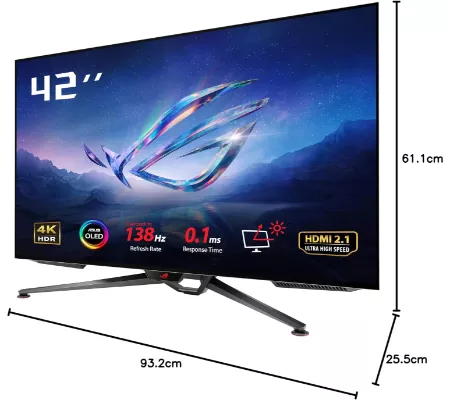 42''
4K
HDR
ASUS
OLED
138Hz
Refresh Rate
0.1ms
Response Time
HDMI 2.1
ULTRA HIGH SPEED
61.1cm
93.2cm
25.5cm